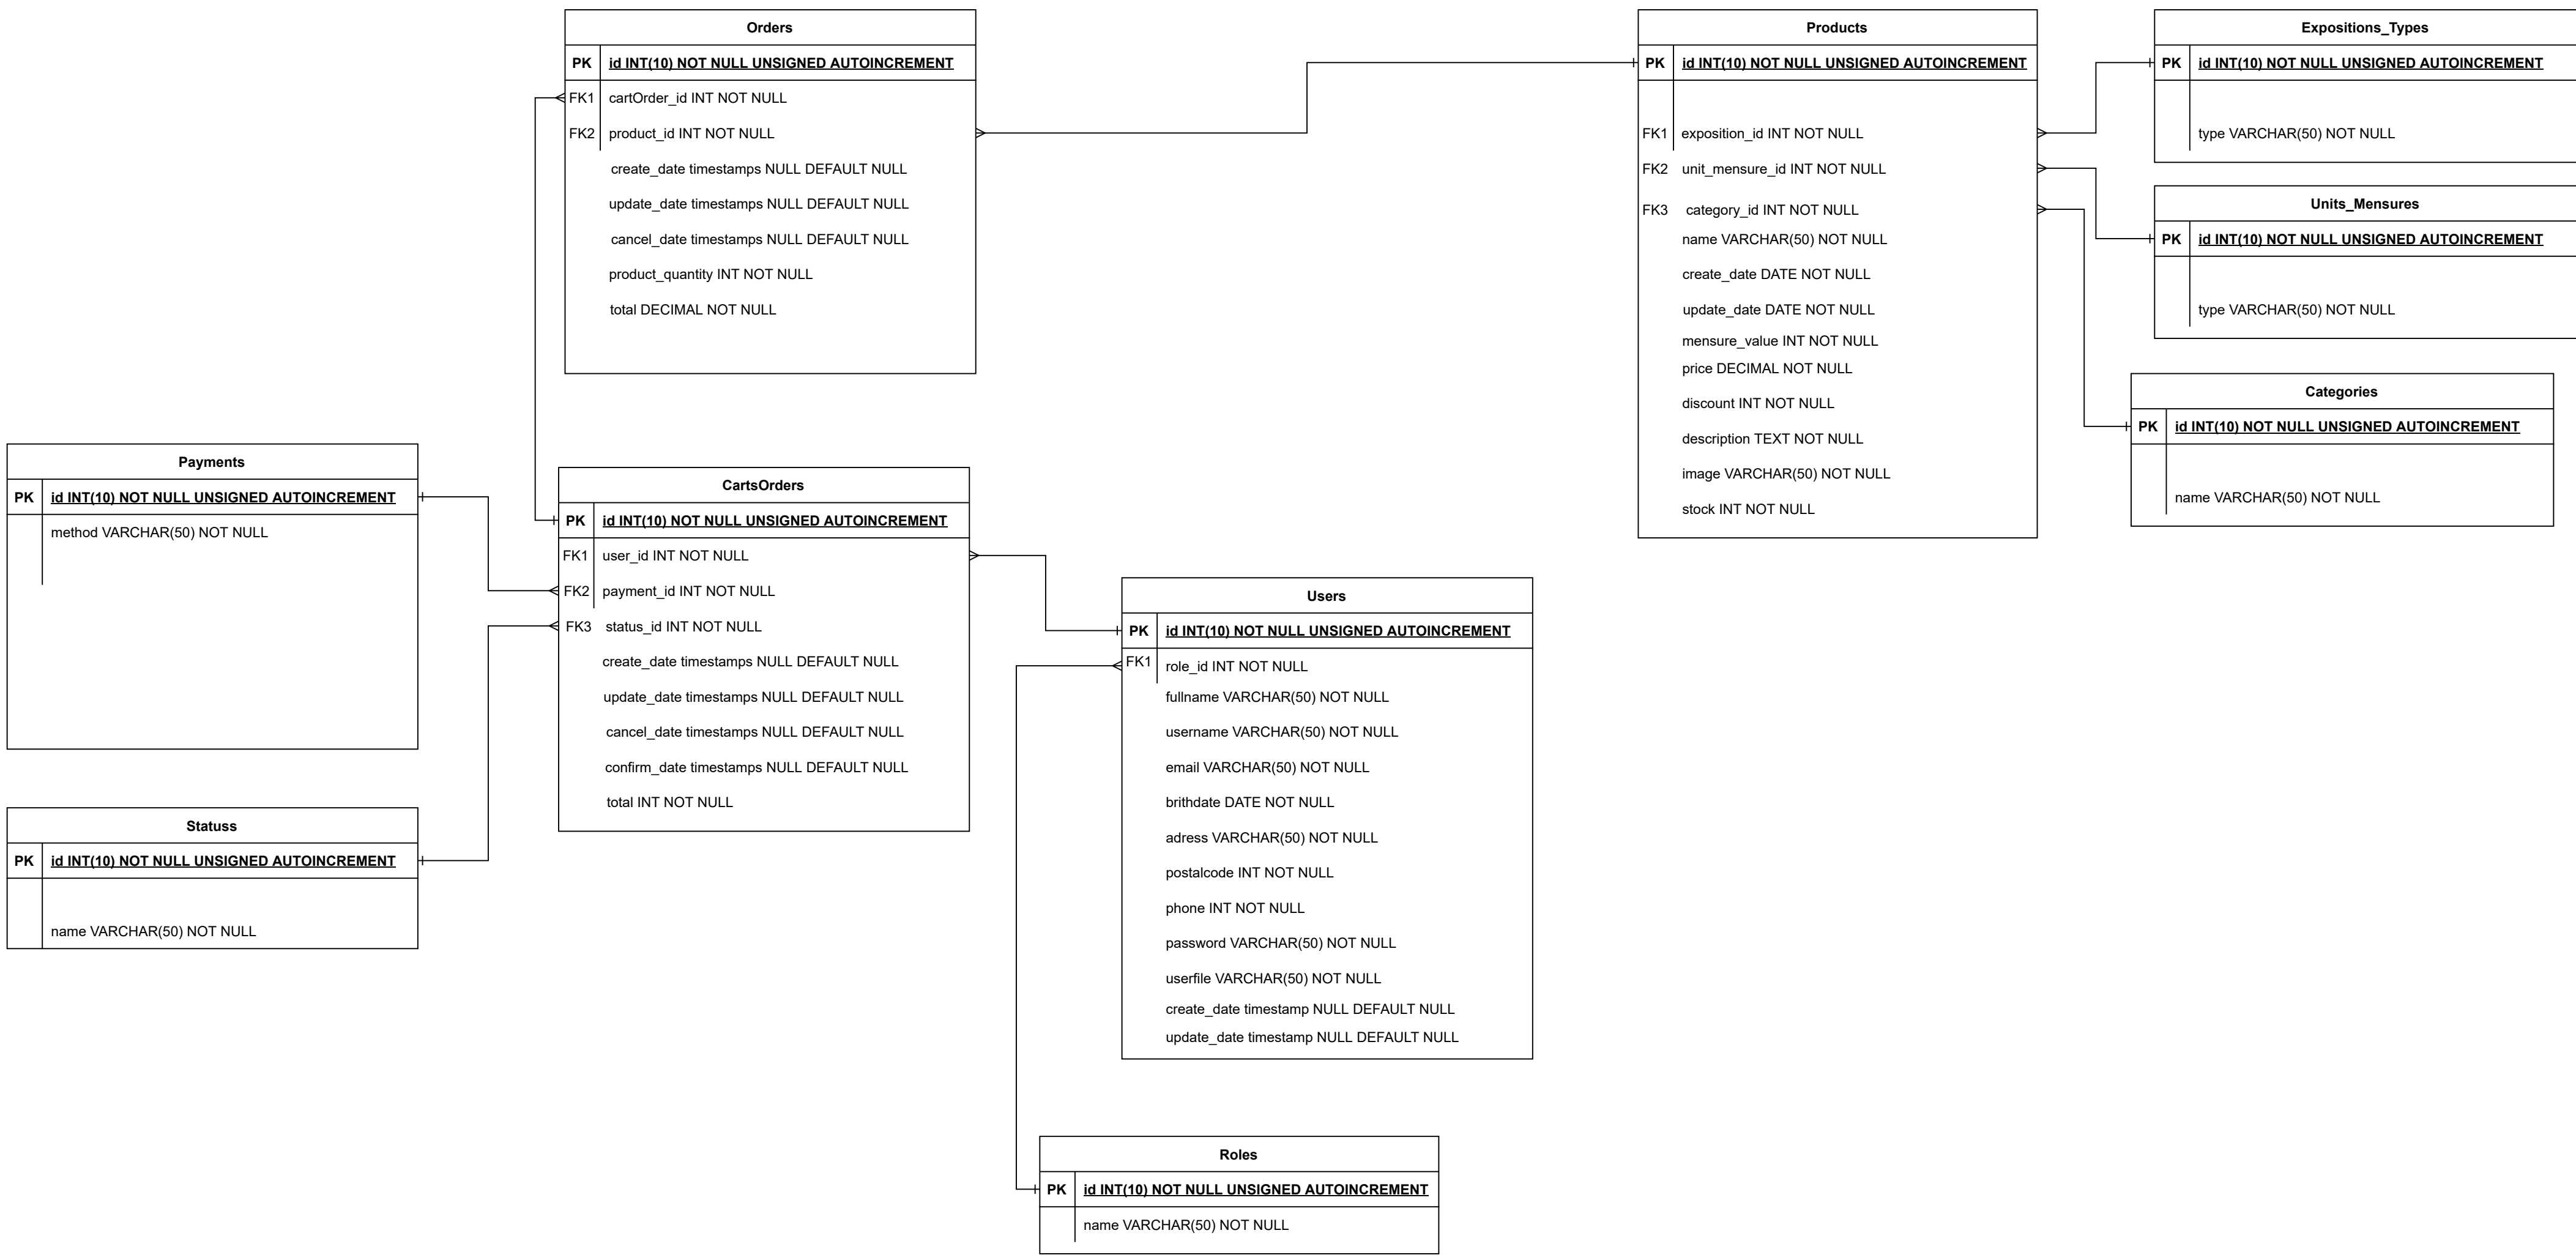 Orders
PK id INT(10) NOT NULL UNSIGNED AUTOINCREMENT
FK1 cartOrder_id INT NOT NULL
FK2 product_id INT NOT NULL
create_date timestamps NULL DEFAULT NULL
update_date timestamps NULL DEFAULT NULL
cancel_date timestamps NULL DEFAULT NULL
product_quantity INT NOT NULL
total DECIMAL NOT NULL
Products
PK id INT(10) NOT NULL UNSIGNED AUTOINCREMENT
FK1 exposition_id INT NOT NULL
FK2 unit_mensure_id INT NOT NULL
FK3 category_id INT NOT NULL
name VARCHAR(50) NOT NULL
create_date DATE NOT NULL
update_date DATE NOT NULL
mensure_value INT NOT NULL
price DECIMAL NOT NULL
discount INT NOT NULL
description TEXT NOT NULL
image VARCHAR(50) NOT NULL
stock INT NOT NULL
Expositions_Types
PK id INT(10) NOT NULL UNSIGNED AUTOINCREMENT
type VARCHAR(50) NOT NULL
Units_Mensures
PK id INT(10) NOT NULL UNSIGNED AUTOINCREMENT
type VARCHAR(50) NOT NULL
Categories
PK id INT(10) NOT NULL UNSIGNED AUTOINCREMENT
name VARCHAR(50) NOT NULL
Payments
PK id INT(10) NOT NULL UNSIGNED AUTOINCREMENT
method VARCHAR(50) NOT NULL
CartsOrders
PK id INT(10) NOT NULL UNSIGNED AUTOINCREMENT
FK1 user_id INT NOT NULL
FK2 payment_id INT NOT NULL
FK3 status_id INT NOT NULL
create_date timestamps NULL DEFAULT NULL
update_date timestamps NULL DEFAULT NULL
cancel_date timestamps NULL DEFAULT NULL
confirm_date timestamps NULL DEFAULT NULL
total INT NOT NULL
Users
PK id INT(10) NOT NULL UNSIGNED AUTOINCREMENT
FK1 role_id INT NOT NULL
fullname VARCHAR(50) NOT NULL
username VARCHAR(50) NOT NULL
email VARCHAR(50) NOT NULL
brithdate DATE NOT NULL
adress VARCHAR(50) NOT NULL
postalcode INT NOT NULL
phone INT NOT NULL
password VARCHAR(50) NOT NULL
userfile VARCHAR(50) NOT NULL
create_date timestamp NULL DEFAULT NULL
update_date timestamp NULL DEFAULT NULL
Statuss
PK id INT(10) NOT NULL UNSIGNED AUTOINCREMENT
name VARCHAR(50) NOT NULL
Roles
PK id INT(10) NOT NULL UNSIGNED AUTOINCREMENT
name VARCHAR(50) NOT NULL